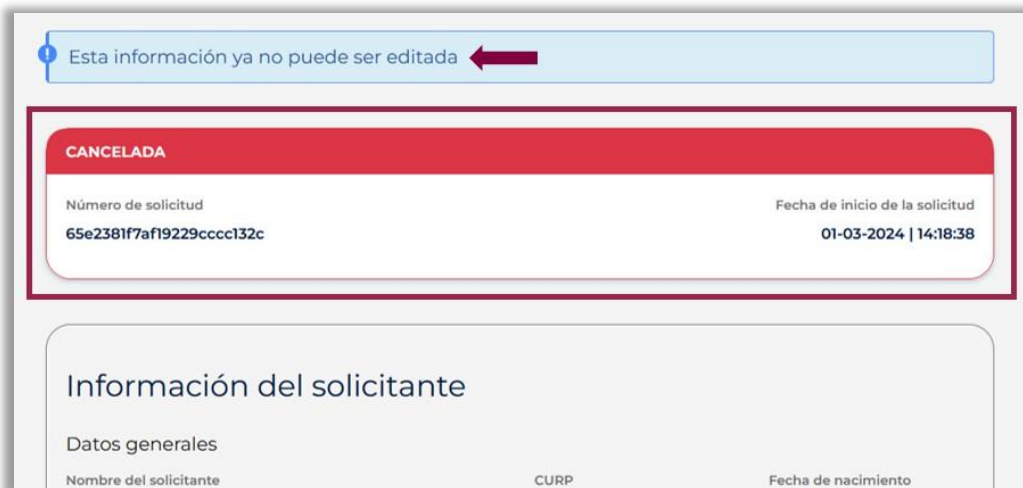 Esta información ya no puede ser editada
CANCELADA
Número de solicitud
Fecha de inicio de la solicitud
65e2381f7af19229cccc132c
01-03-2024 | 14:18:38
Información del solicitante
Datos generales
Nombre del solicitante
CURP
Fecha de nacimiento